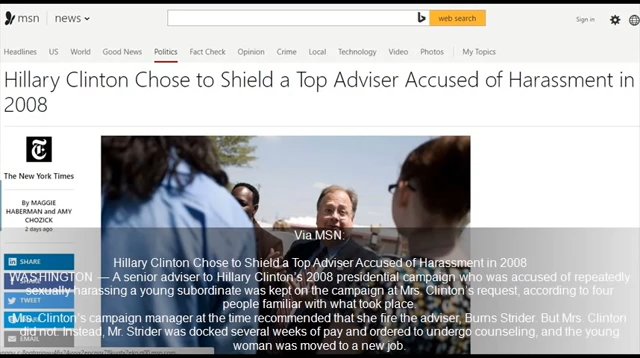 msn news web search Sign in
Headlines US World Good News Politics Fact Check Opinion Crime Local Technology Video Photos My Topics
Hillary Clinton Chose to Shield a Top Adviser Accused of Harassment in
2008
The New York Times
By MAGGIE
HABERMAN and AMY
CHOZICK
2 days ago
SHARE
SHARE
TWEET
SHARE
EMAIL
Via MSN:
Hillary Clinton Chose to Shield a Top Adviser Accused of Harassment in 2008
WASHINGTON — A senior adviser to Hillary Clinton's 2008 presidential campaign who was accused of repeatedly
sexually harassing a young subordinate was kept on the campaign at Mrs. Clinton's request, according to four
people familiar with what took place.
Mrs. Clinton's campaign manager at the time recommended that she fire the adviser, Burns Strider. But Mrs. Clinton
did not. Instead, Mr. Strider was docked several weeks of pay and ordered to undergo counseling, and the young
woman was moved to a new job.